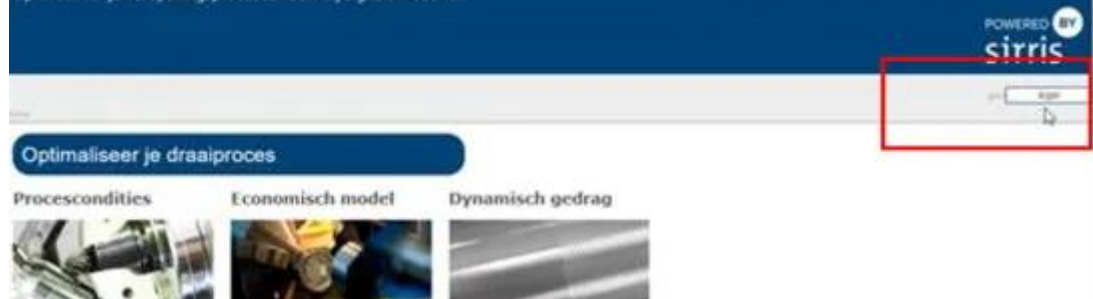 POWERED BY
sirris
Optimaliseer je draaiproces
Procescondities Economisch model Dynamisch gedrag